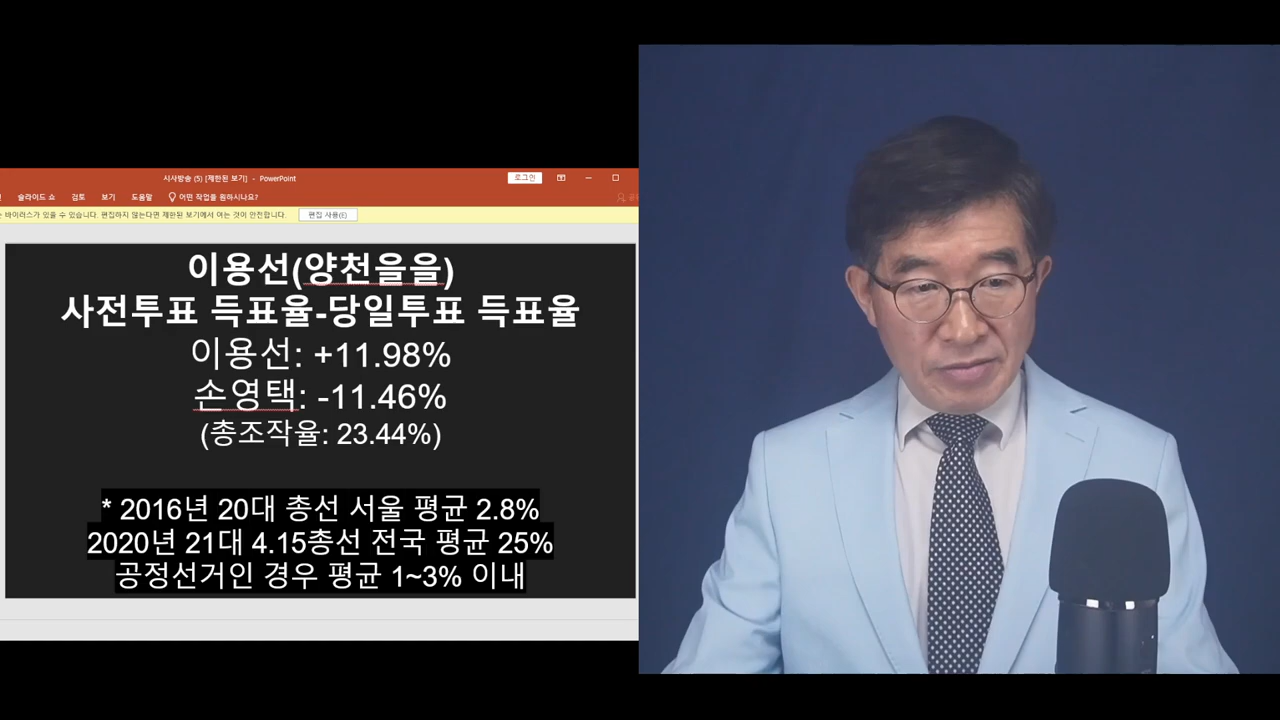 시사방송 (5) [제한된 보기] - PowerPoint
로그인
슬라이드 쇼 검토 보기 도움말 어떤 작업을 원하시나요?
바이러스가 있을 수 있습니다. 편집하지 않는다면 제한된 보기에서 여는 것이 안전합니다. 편집 사용(E)
이용선(양천을을)
사전투표 득표율-당일투표 득표율
이용선: +11.98%
손영택: -11.46%
(총조작율: 23.44%)
* 2016년 20대 총선 서울 평균 2.8%
2020년 21대 4.15총선 전국 평균 25%
공정선거인 경우 평균 1~3% 이내